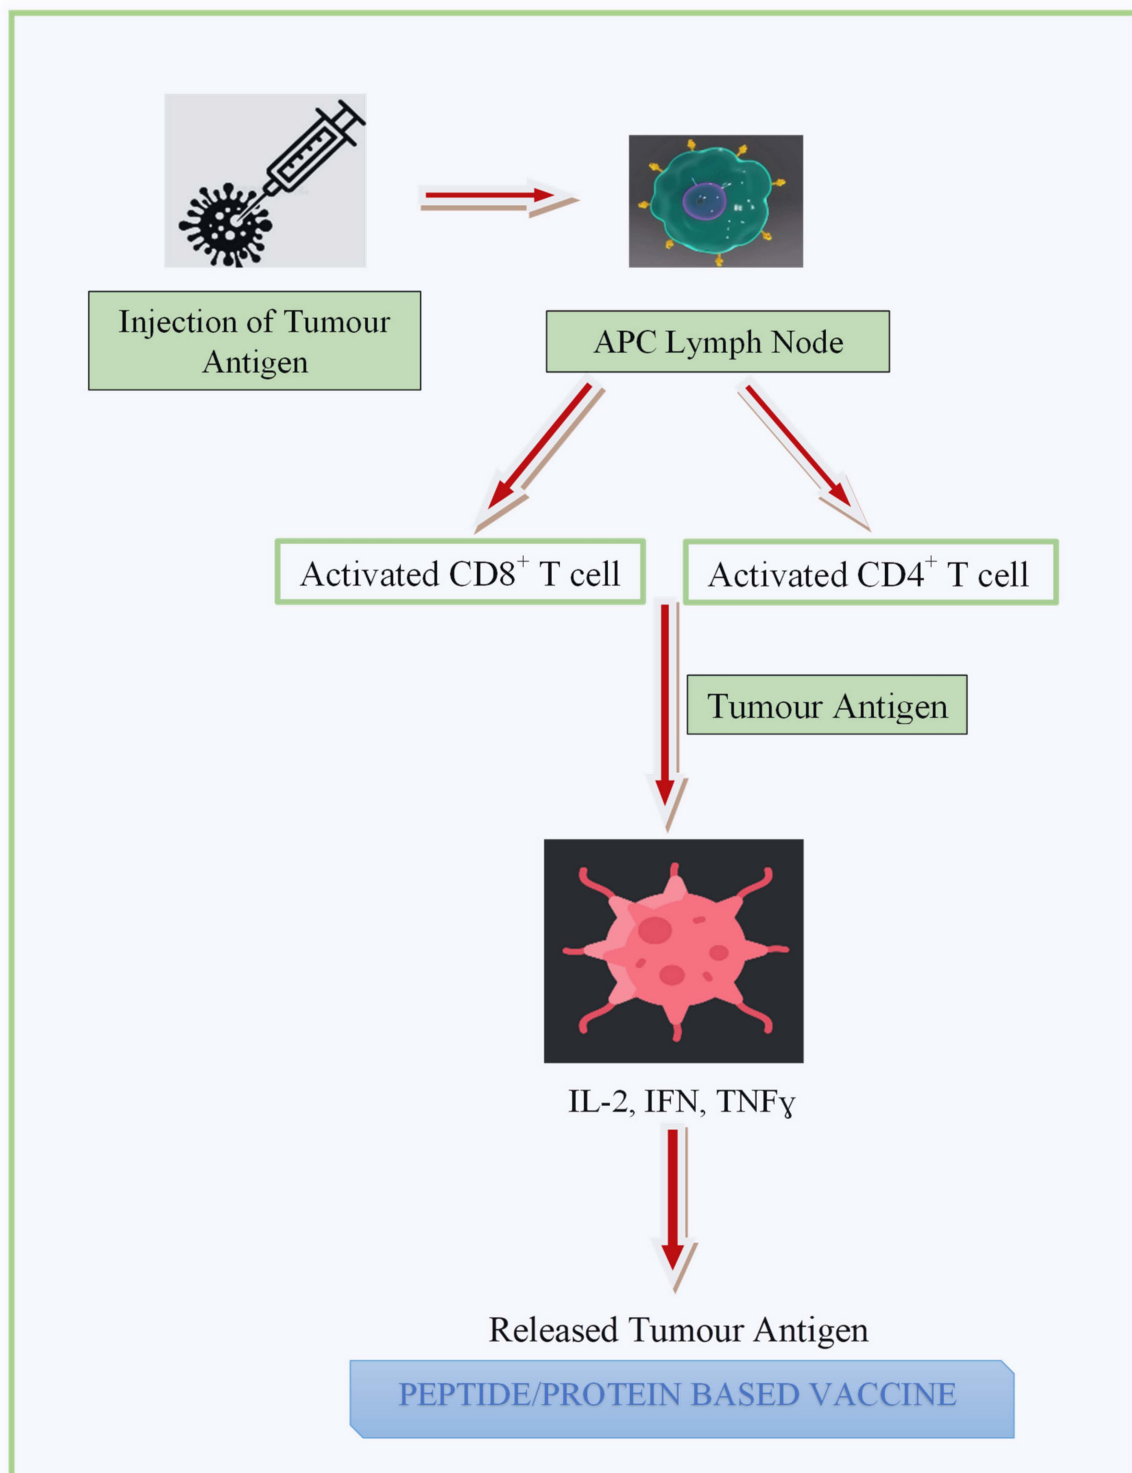 Injection of Tumour
Antigen
APC Lymph Node
Activated CD8⁺ T cell
Activated CD4⁺ T cell
Tumour Antigen
IL-2, IFN, TNFɣ
Released Tumour Antigen
PEPTIDE/PROTEIN BASED VACCINE